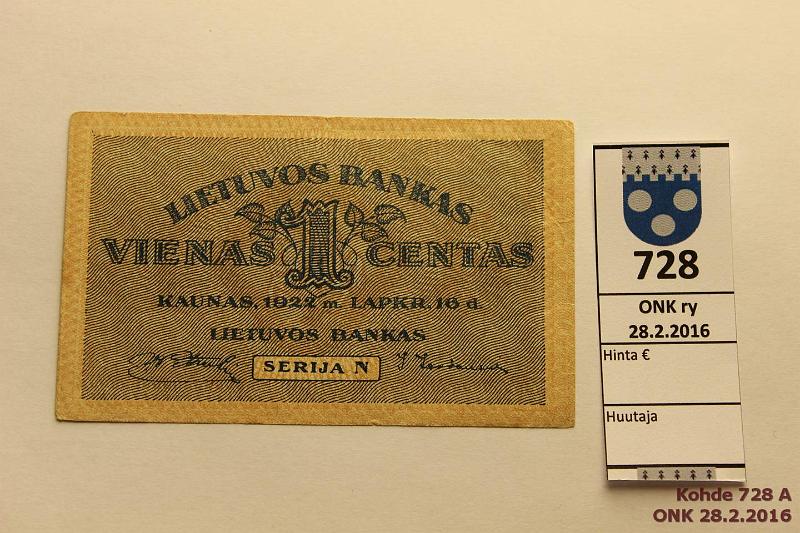 LIETUVOS BANKAS
VIENAS 1 CENTAS
KAUNAS, 1922 m. LAPKR. 16 d.
LIETUVOS BANKAS
SERIJA N
728
ONK ry
28.2.2016
Hinta €
Huutaja
Kohde 728 A
ONK 28.2.2016